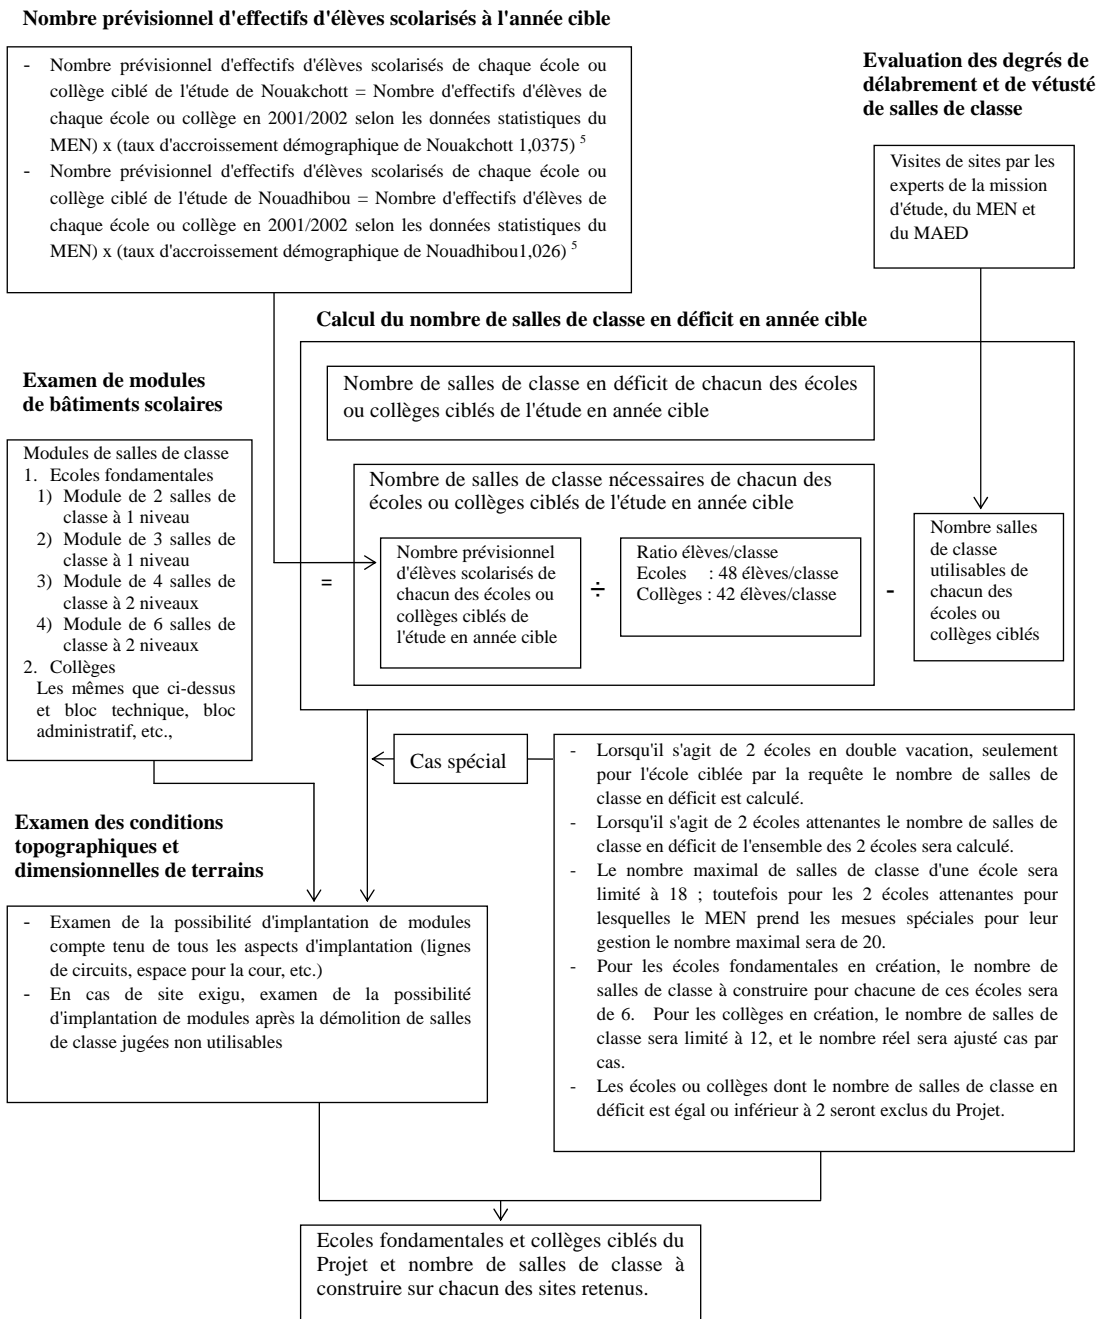 Nombre prévisionnel d'effectifs d'élèves scolarisés à l'année cible
- Nombre prévisionnel d'effectifs d'élèves scolarisés de chaque école ou
collège ciblé de l'étude de Nouakchott = Nombre d'effectifs d'élèves de
chaque école ou collège en 2001/2002 selon les données statistiques du
MEN) x (taux d'accroissement démographique de Nouakchott 1,0375) 5
- Nombre prévisionnel d'effectifs d'élèves scolarisés de chaque école ou
collège ciblé de l'étude de Nouadhibou = Nombre d'effectifs d'élèves de
chaque école ou collège en 2001/2002 selon les données statistiques du
MEN) x (taux d'accroissement démographique de Nouadhibou1,026) 5
Evaluation des degrés de
délabrement et de vétusté
de salles de classe
Visites de sites par les
experts de la mission
d'étude, du MEN et
du MAED
Calcul du nombre de salles de classe en déficit en année cible
Nombre de salles de classe en déficit de chacun des écoles
ou collèges ciblés de l'étude en année cible
Examen de modules
de bâtiments scolaires
Modules de salles de classe
1. Ecoles fondamentales
1) Module de 2 salles de
classe à 1 niveau
2) Module de 3 salles de
classe à 1 niveau
3) Module de 4 salles de
classe à 2 niveaux
4) Module de 6 salles de
classe à 2 niveaux
2. Collèges
Les mêmes que ci-dessus
et bloc technique, bloc
administratif, etc.,
=
Nombre de salles de classe nécessaires de chacun des
écoles ou collèges ciblés de l'étude en année cible
Nombre prévisionnel
d'élèves scolarisés de
chacun des écoles ou
collèges ciblés de
l'étude en année cible
÷
Ratio élèves/classe
Ecoles : 48 élèves/classe
Collèges : 42 élèves/classe
-
Nombre salles
de classe
utilisables de
chacun des
écoles ou
collèges ciblés
Cas spécial
- Lorsqu'il s'agit de 2 écoles en double vacation, seulement
pour l'école ciblée par la requête le nombre de salles de
classe en déficit est calculé.
- Lorsqu'il s'agit de 2 écoles attenantes le nombre de salles de
classe en déficit de l'ensemble des 2 écoles sera calculé.
- Le nombre maximal de salles de classe d'une école sera
limité à 18 ; toutefois pour les 2 écoles attenantes pour
lesquelles le MEN prend les mesues spéciales pour leur
gestion le nombre maximal sera de 20.
- Pour les écoles fondamentales en création, le nombre de
salles de classe à construire pour chacune de ces écoles sera
de 6. Pour les collèges en création, le nombre de salles de
classe sera limité à 12, et le nombre réel sera ajusté cas par
cas.
- Les écoles ou collèges dont le nombre de salles de classe en
déficit est égal ou inférieur à 2 seront exclus du Projet.
Examen des conditions
topographiques et
dimensionnelles de terrains
- Examen de la possibilité d'implantation de modules
compte tenu de tous les aspects d'implantation (lignes
de circuits, espace pour la cour, etc.)
- En cas de site exigu, examen de la possibilité
d'implantation de modules après la démolition de salles
de classe jugées non utilisables
Ecoles fondamentales et collèges ciblés du
Projet et nombre de salles de classe à
construire sur chacun des sites retenus.